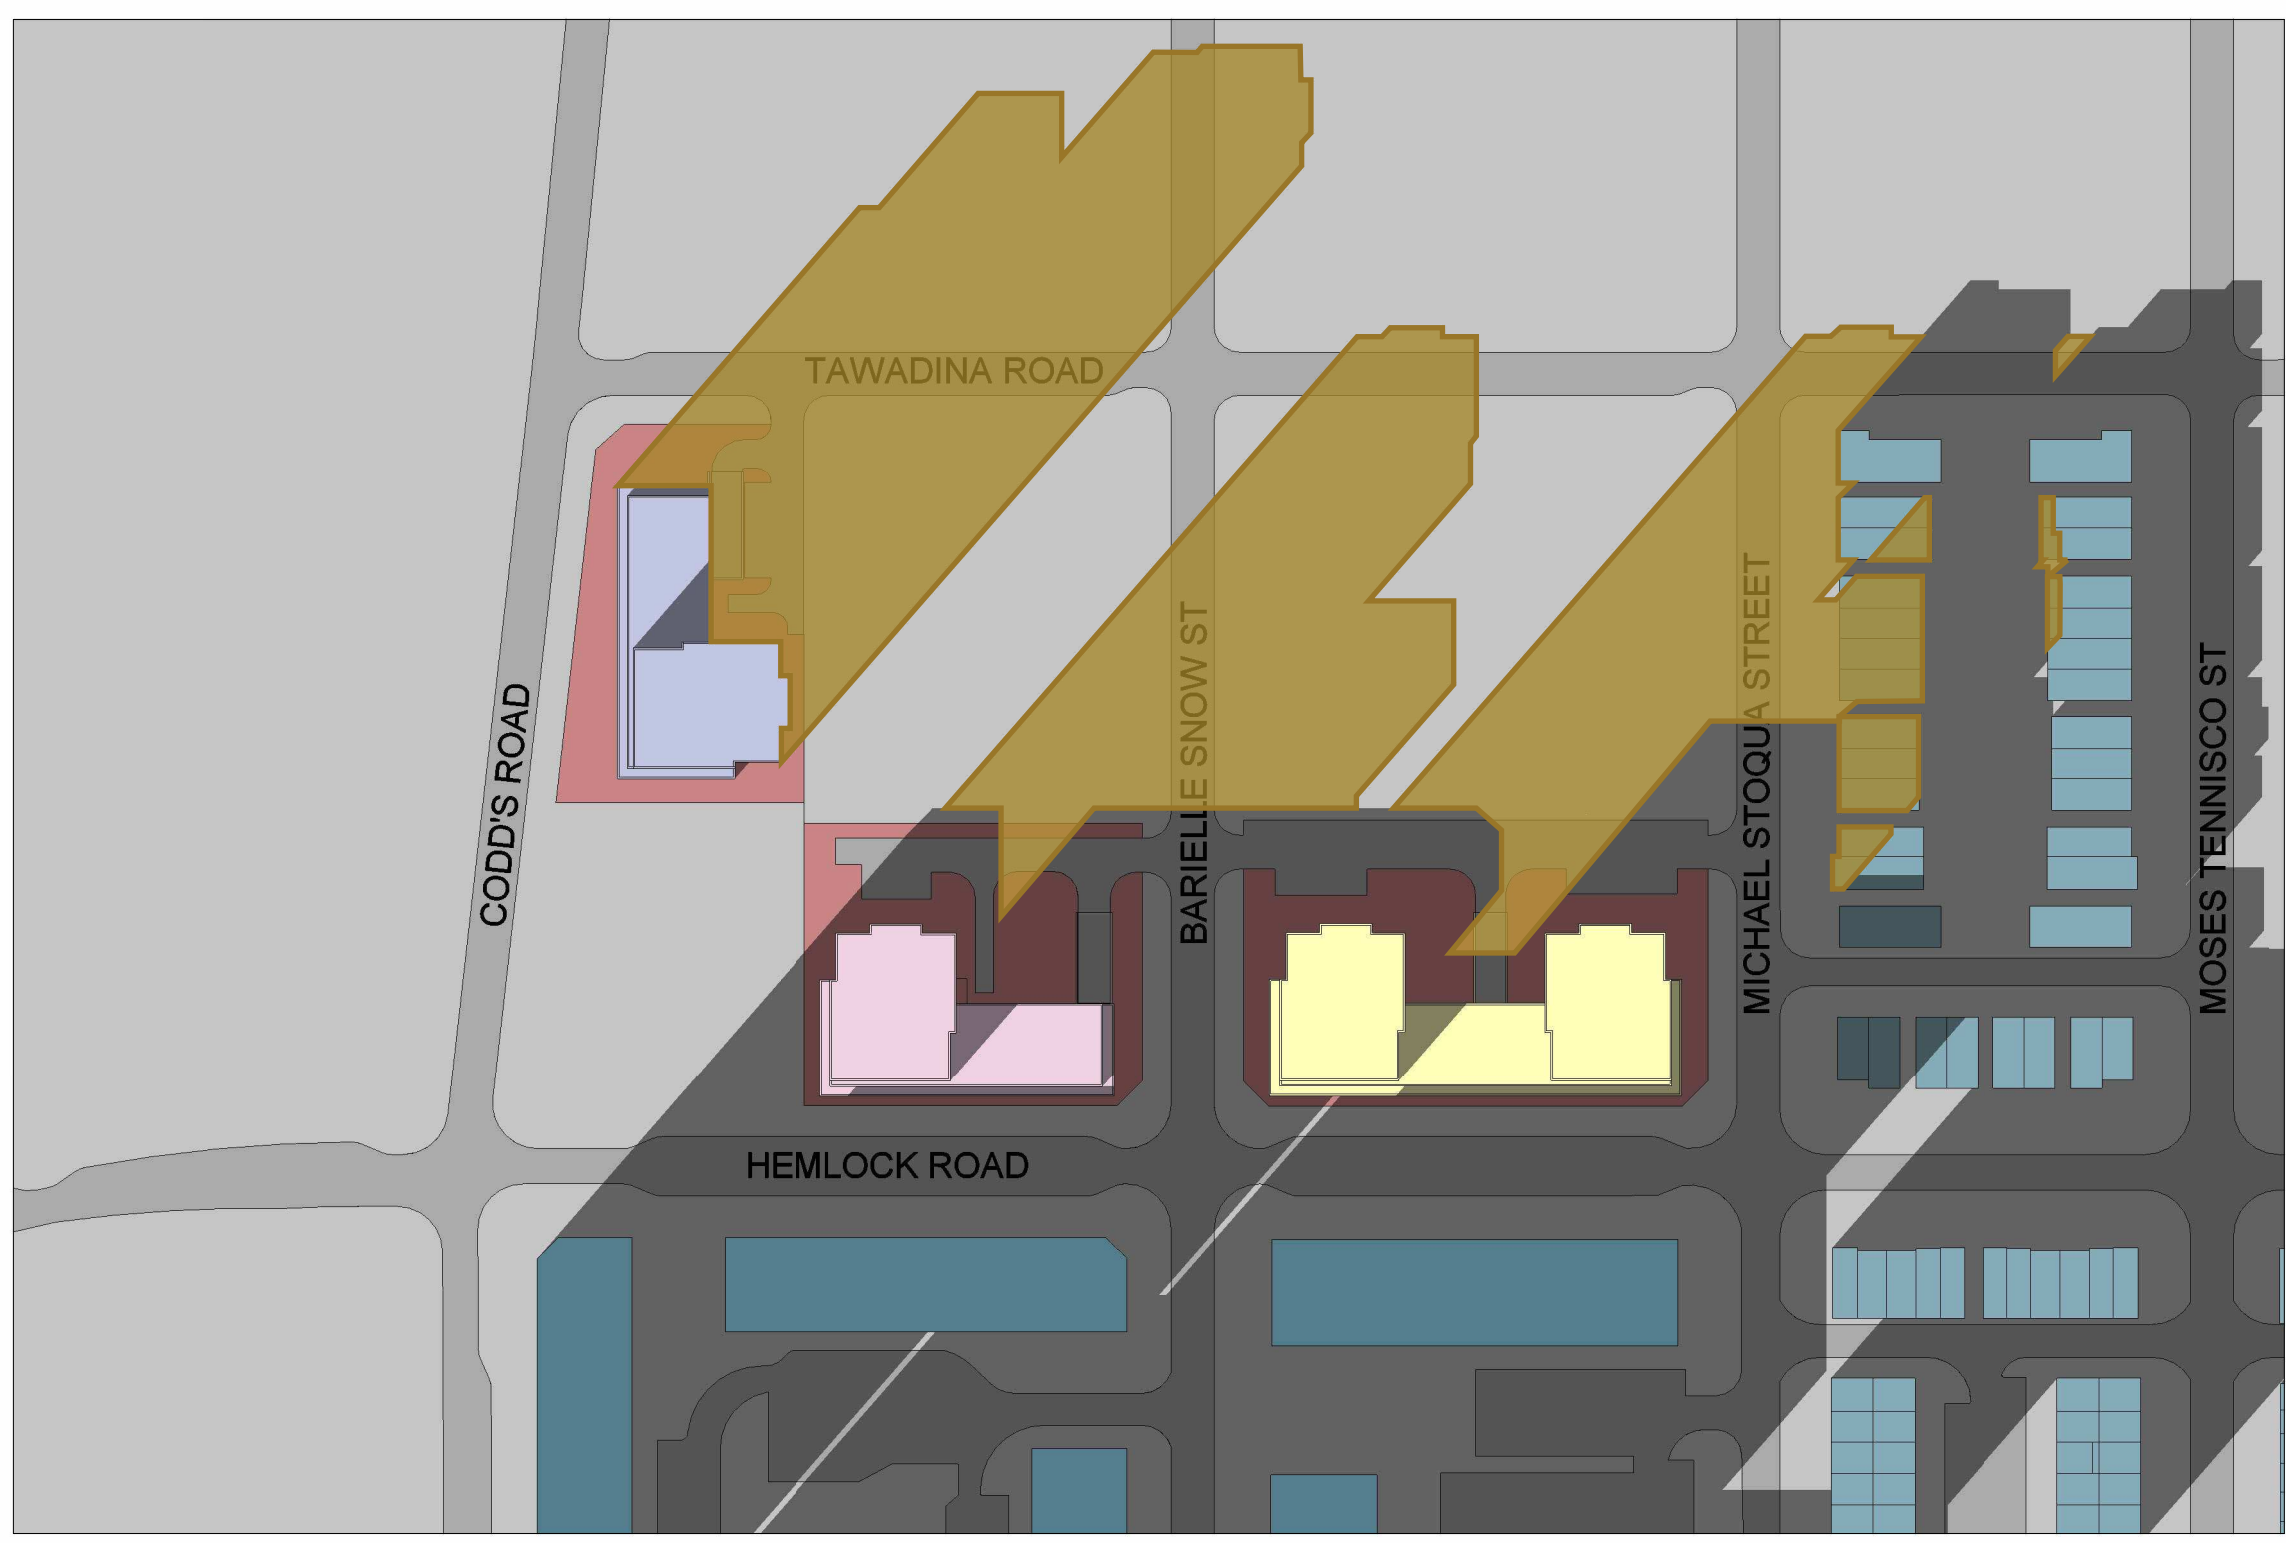 TAWADINA ROAD
CODD'S ROAD
BARIELLE SNOW ST
MICHAEL STOQUA STREET
MOSES TENNISCO ST
HEMLOCK ROAD